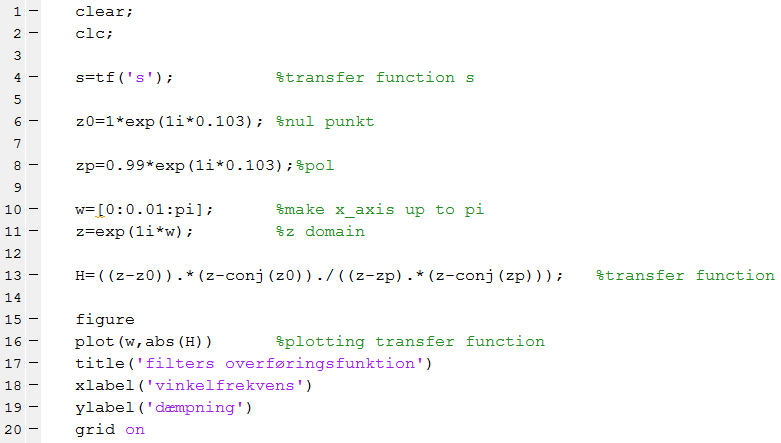 1 – clear;
2 – clc;
3
4 – s=tf('s');           %transfer function s
5
6 – z0=1*exp(1i*0.103); %nul punkt
7
8 – zp=0.99*exp(1i*0.103);%pol
9
10 – w=[0:0.01:pi];      %make x_axis up to pi
11 – z=exp(1i*w);        %z domain
12
13 – H=((z-z0)).*(z-conj(z0))./((z-zp).*(z-conj(zp)));   %transfer function
14
15 – figure
16 – plot(w,abs(H))      %plotting transfer function
17 – title('filters overføringsfunktion')
18 – xlabel('vinkelfrekvens')
19 – ylabel('dæmpning')
20 – grid on